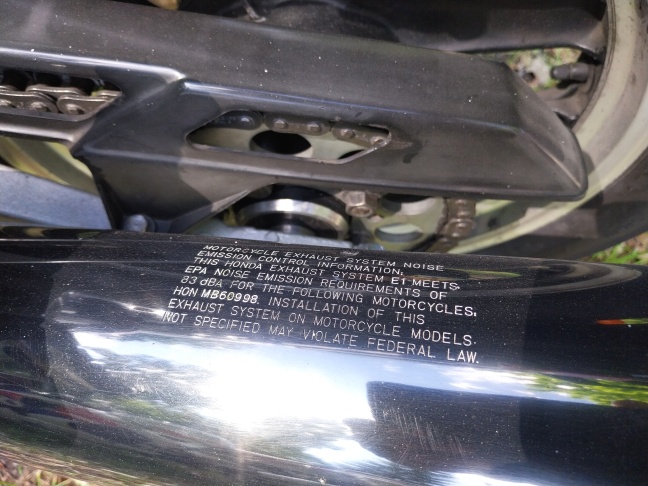 MOTORCYCLE EXHAUST SYSTEM NOISE
EMISSION CONTROL INFORMATION.
THIS HONDA EXHAUST SYSTEM E1 MEETS.
EPA NOISE EMISSION REQUIREMENTS OF
83 dBA FOR THE FOLLOWING MOTORCYCLES.
HON MB60998. INSTALLATION OF THIS
EXHAUST SYSTEM ON MOTORCYCLE MODELS.
NOT SPECIFIED MAY VIOLATE FEDERAL LAW.